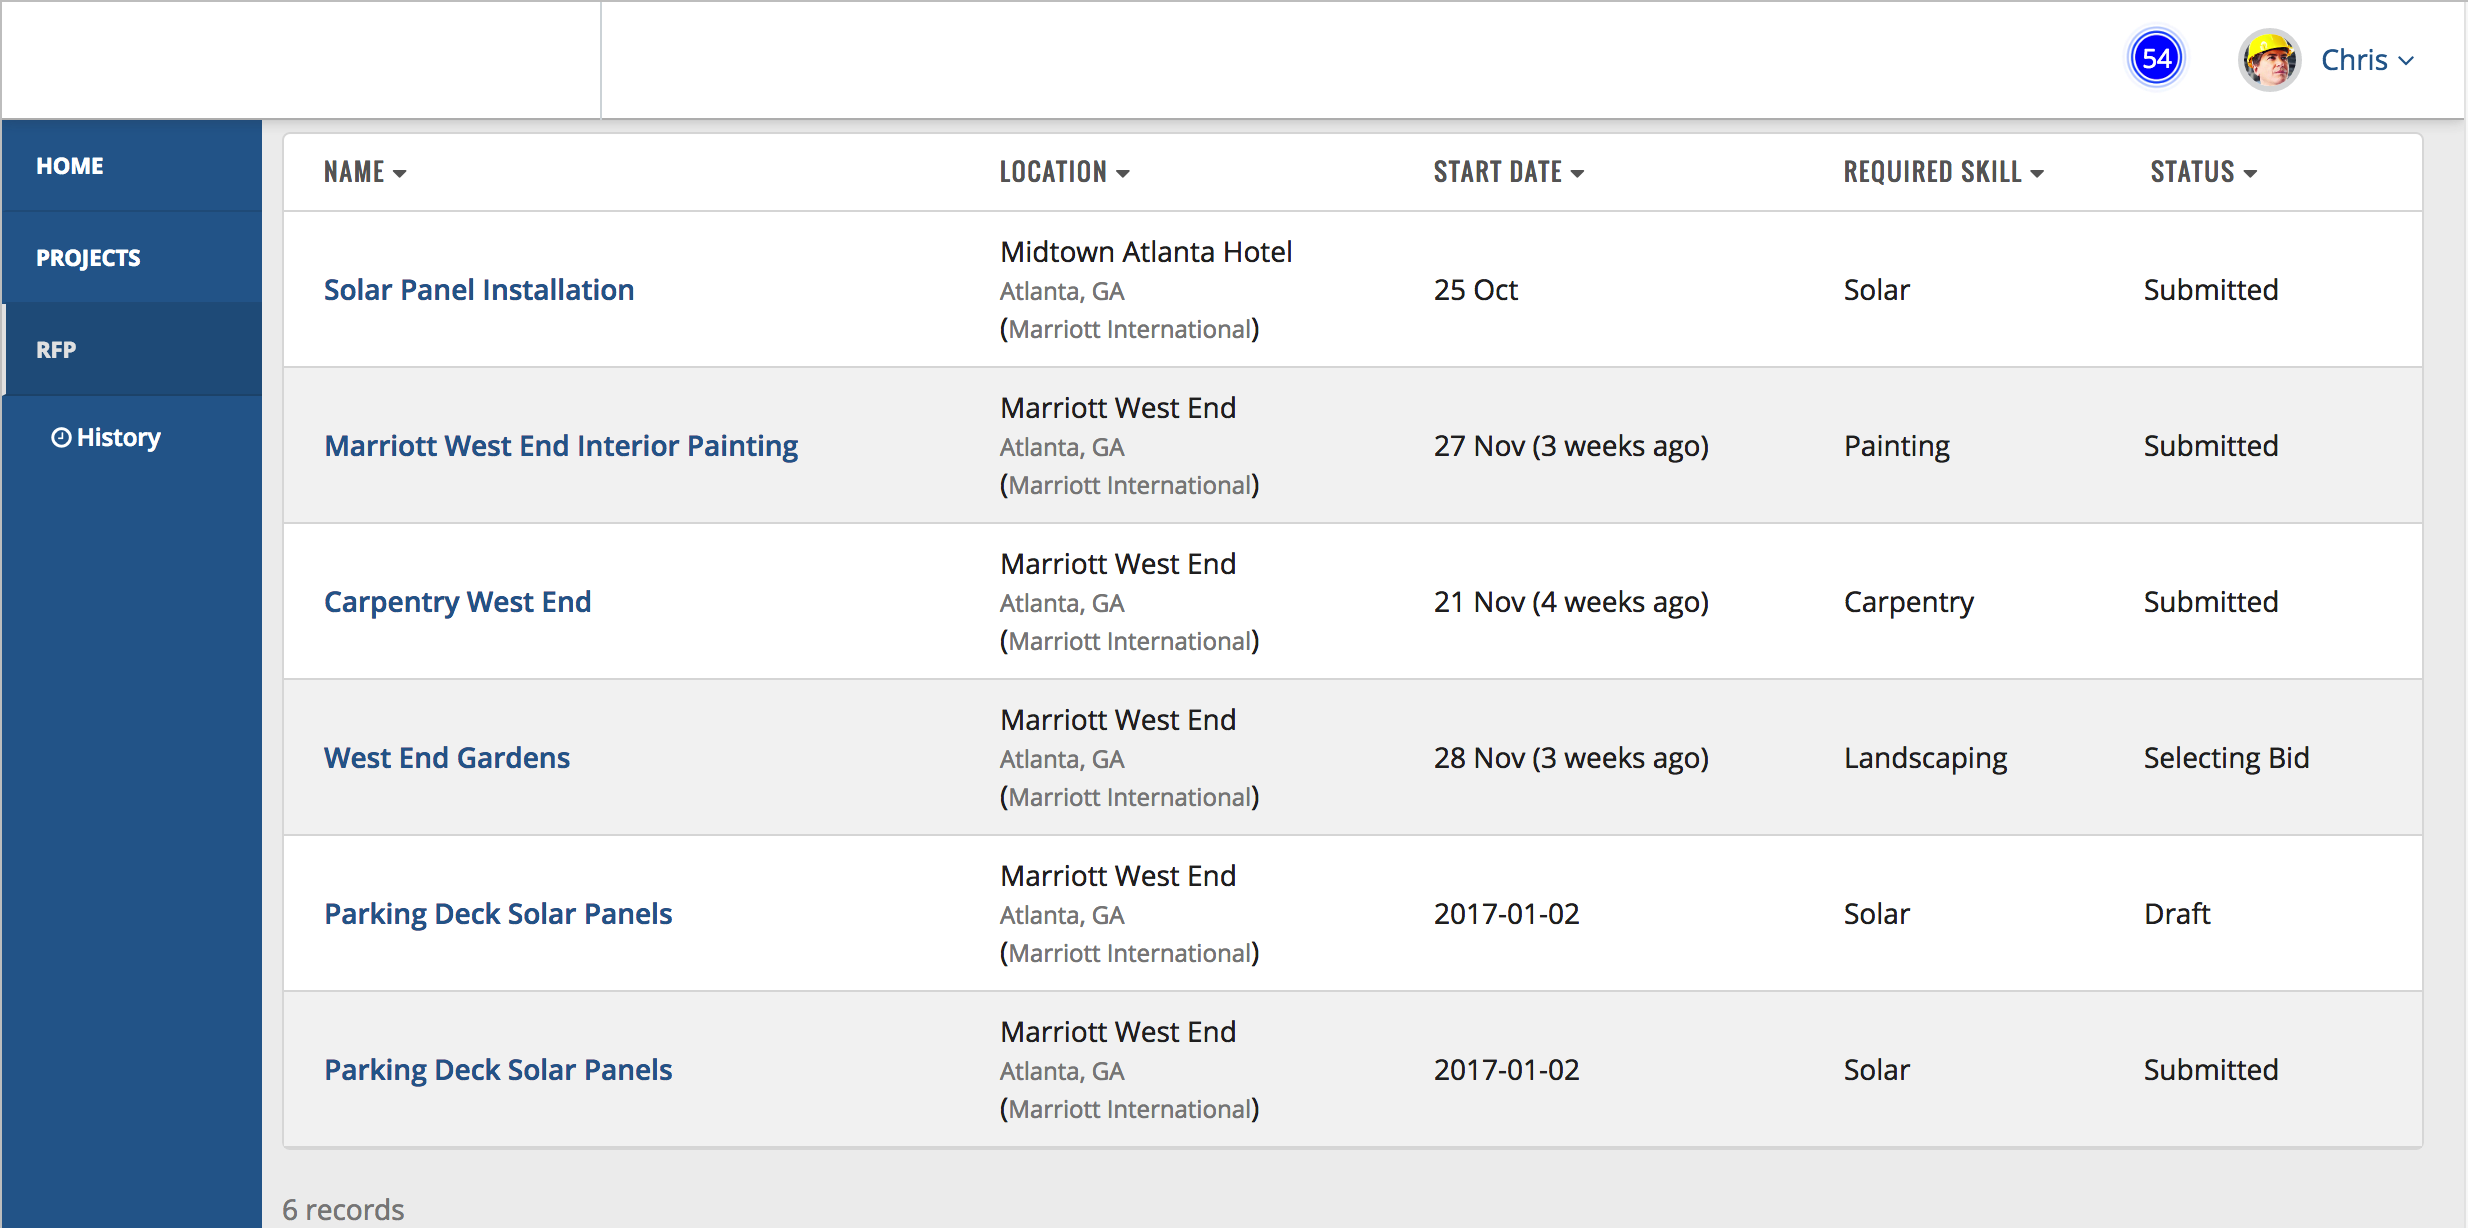 54
Chris
HOME
PROJECTS
RFP
History
NAME LOCATION START DATE REQUIRED SKILL STATUS
Solar Panel Installation
Midtown Atlanta Hotel
Atlanta, GA
(Marriott International)
25 Oct
Solar
Submitted
Marriott West End Interior Painting
Marriott West End
Atlanta, GA
(Marriott International)
27 Nov (3 weeks ago)
Painting
Submitted
Carpentry West End
Marriott West End
Atlanta, GA
(Marriott International)
21 Nov (4 weeks ago)
Carpentry
Submitted
West End Gardens
Marriott West End
Atlanta, GA
(Marriott International)
28 Nov (3 weeks ago)
Landscaping
Selecting Bid
Parking Deck Solar Panels
Marriott West End
Atlanta, GA
(Marriott International)
2017-01-02
Solar
Draft
Parking Deck Solar Panels
Marriott West End
Atlanta, GA
(Marriott International)
2017-01-02
Solar
Submitted
6 records